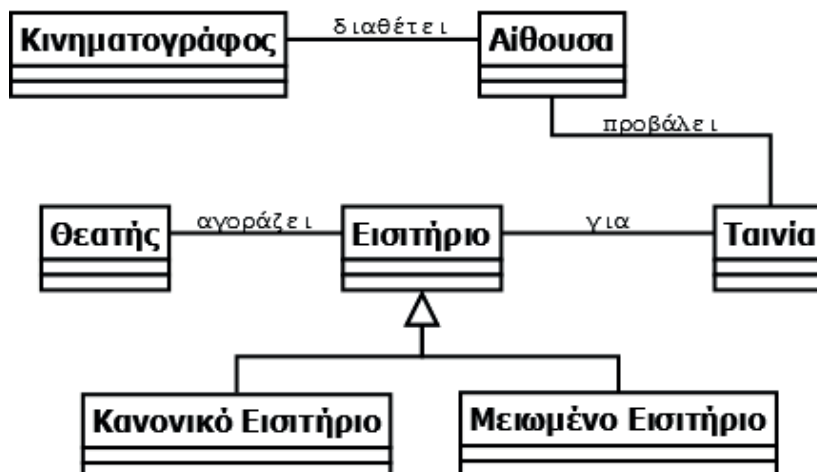 Κινηματογράφος
διαθέτει
Αίθουσα
προβάλει
Θεατής
αγοράζει
Εισιτήριο
για
Ταινία
Κανονικό Εισιτήριο
Μειωμένο Εισιτήριο